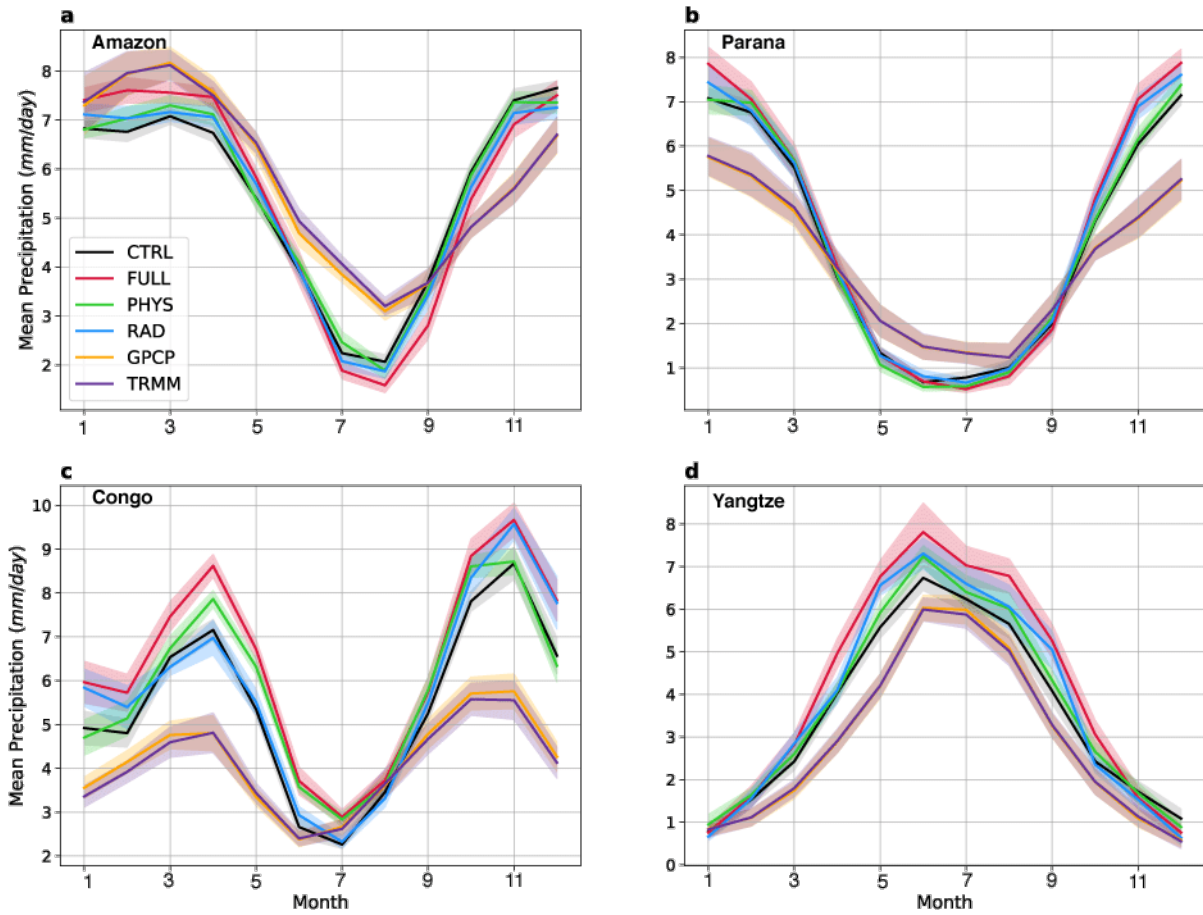 a
Amazon
Mean Precipitation (mm/day)
8
7
6
5
4
3
2
CTRL
FULL
PHYS
RAD
GPCP
TRMM
1 3 5 7 9 11
b
Parana
8
7
6
5
4
3
2
1
1 3 5 7 9 11
c
Congo
Mean Precipitation (mm/day)
10
9
8
7
6
5
4
3
2
1 3 5 7 9 11
Month
d
Yangtze
8
7
6
5
4
3
2
1
0
1 3 5 7 9 11
Month